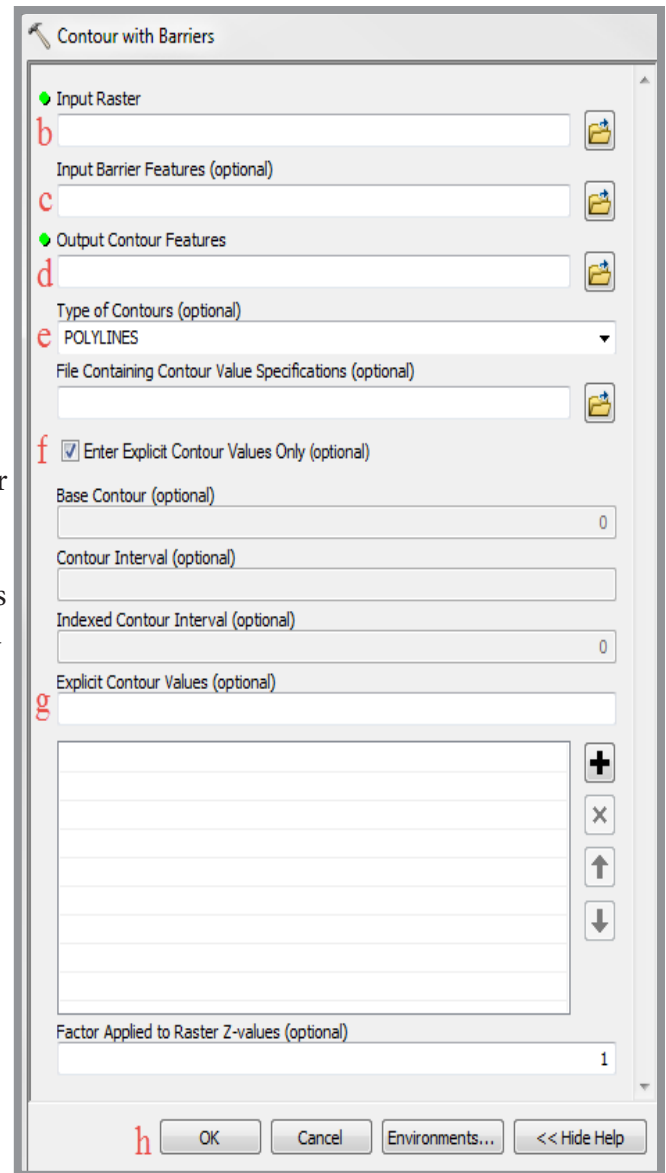 Contour with Barriers
Input Raster
b
Input Barrier Features (optional)
c
Output Contour Features
d
Type of Contours (optional)
e POLYLINES
File Containing Contour Value Specifications (optional)
f Enter Explicit Contour Values Only (optional)
r
Base Contour (optional)
0
Contour Interval (optional)
s
Indexed Contour Interval (optional)
0
Explicit Contour Values (optional)
g
Factor Applied to Raster Z-values (optional)
1
h OK Cancel Environments... << Hide Help